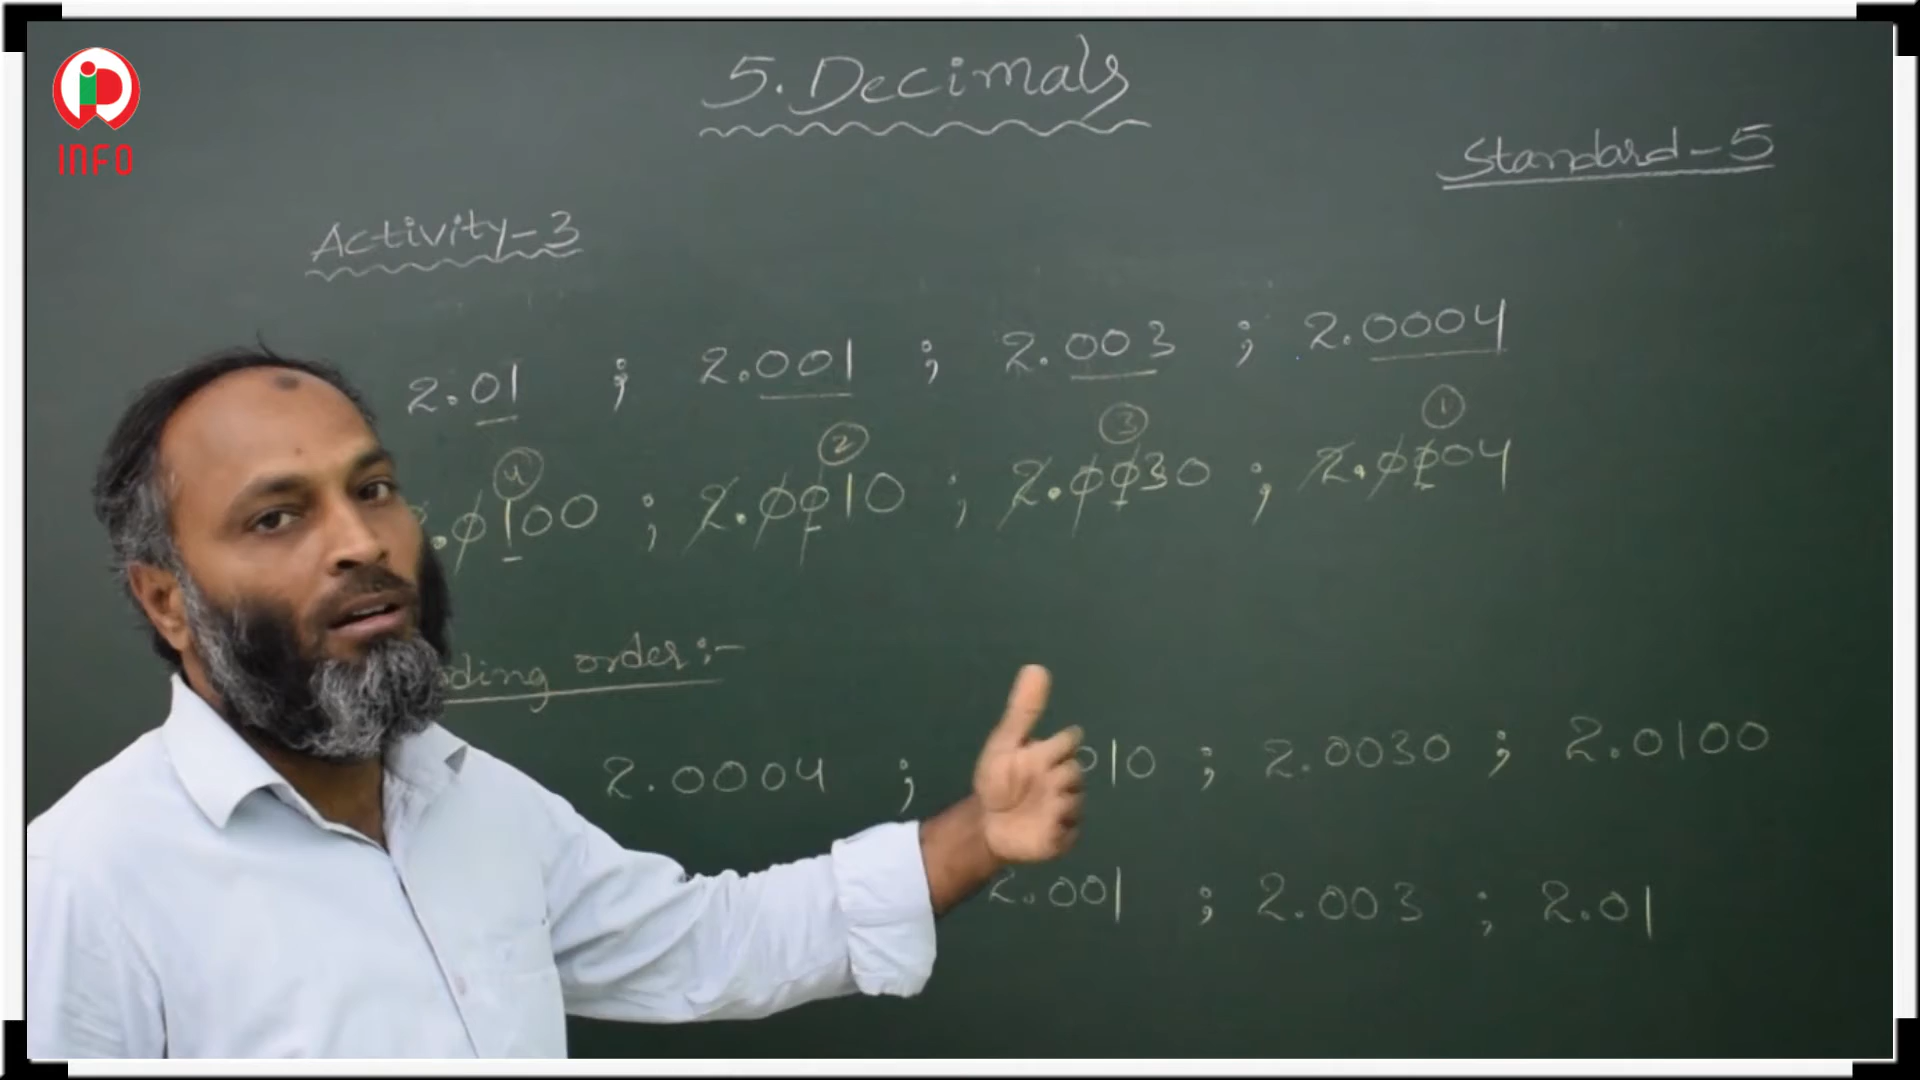 INFO
5. Decimals
Standard - 5
Activity - 3
2.01 ; 2.001 ; 2.003 ; 2.0004
4 2 3 1
.0100 ; 2.0010 ; 2.0030 ; 2.0004
order :-
2.0004 ; 010 ; 2.0030 ; 2.0100
2.001 ; 2.003 ; 2.01